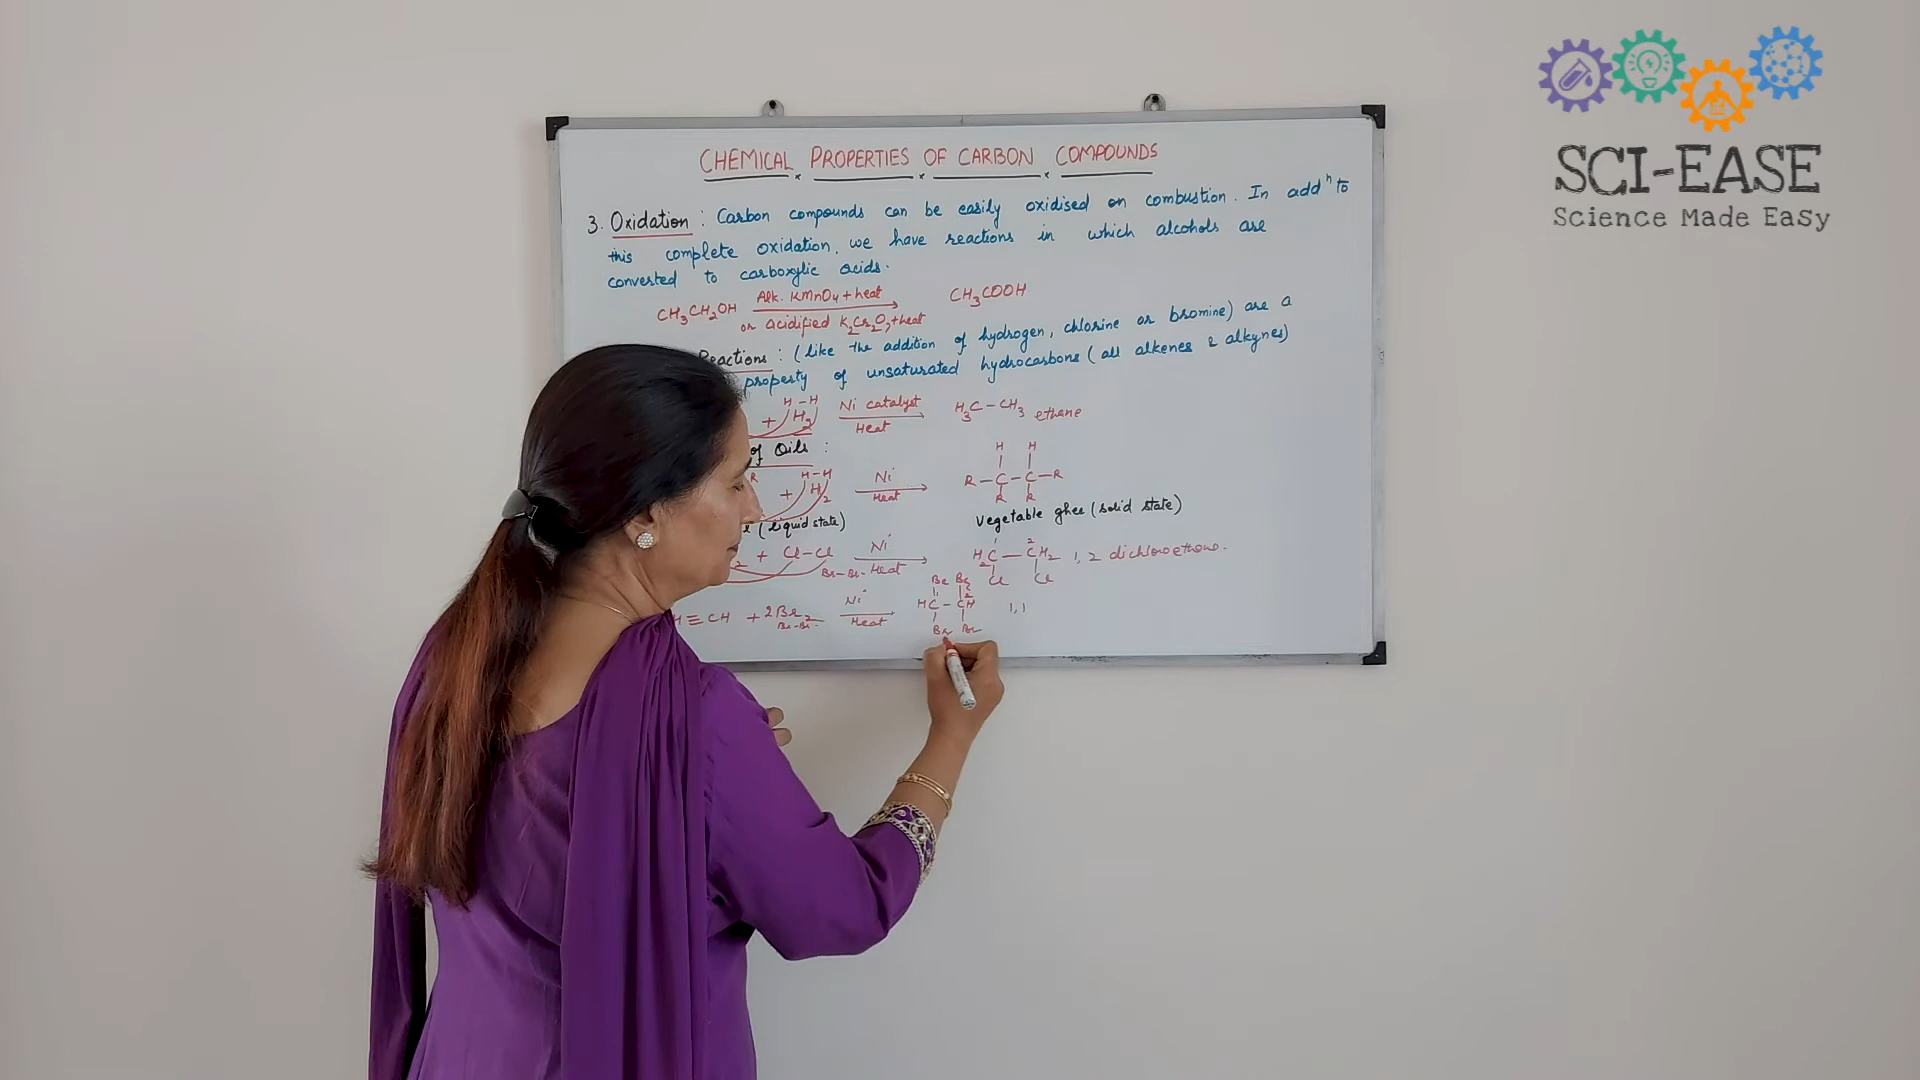 CHEMICAL PROPERTIES OF CARBON COMPOUNDS
3. Oxidation : Carbon compounds can be easily oxidised on combustion. In addⁿ to
this complete oxidation, we have reactions in which alcohols are
converted to carboxylic acids.
CH₃CH₂OH Alk. KMnO₄ + heat CH₃COOH
or acidified K₂Cr₂O₇ + heat
Reactions : (like the addition of hydrogen, chlorine or bromine) are a
property of unsaturated hydrocarbons (all alkenes & alkynes)
H-H
+ H₂ Ni catalyst H₃C-CH₃ ethane
Heat
of Oils :
H H
R H-H
+ H₂ Ni R-C-C-R
Heat
R R
(liquid state) Vegetable ghee (solid state)
1 2
₂ + Cl-Cl Ni H₂C-CH₂ 1, 2 dichloroethane.
Br-Br Heat
Cl Cl
Br Br
1 2
H≡CH + 2Br₂ Ni HC-CH 1,1
Br-Br Heat
Br Br
SCI-EASE
Science Made Easy